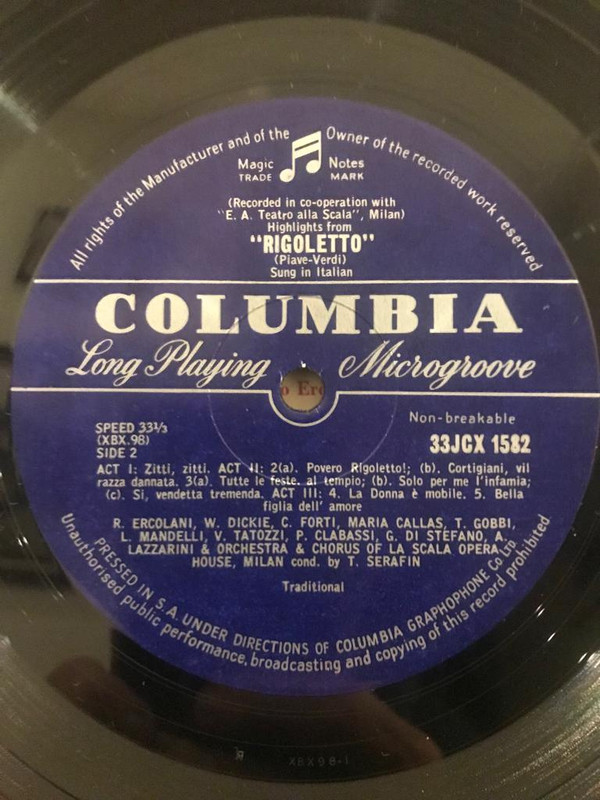 All rights of the Manufacturer and of the Owner of the recorded work reserved
Magic Notes
TRADE MARK
(Recorded in co-operation with
"E. A. Teatro alla Scala", Milan)
Highlights from
"RIGOLETTO"
(Piave-Verdi)
Sung in Italian
COLUMBIA
Long Playing Microgroove
o Erc
Non-breakable
SPEED 33⅓
(XBX.98)
SIDE 2
33JCX 1582
ACT I: Zitti, zitti. ACT II: 2(a). Povero Rigoletto!; (b). Cortigiani, vil
razza dannata. 3(a). Tutte le feste. al tempio; (b). Solo per me l'infamia;
(c). Si, vendetta tremenda. ACT III: 4. La Donna è mobile. 5. Bella
figlia dell' amore
R. ERCOLANI, W. DICKIE, C. FORTI, MARIA CALLAS, T. GOBBI,
L. MANDELLI, V. TATOZZI, P. CLABASSI, G. DI STEFANO, A.
LAZZARINI & ORCHESTRA & CHORUS OF LA SCALA OPERA
HOUSE, MILAN cond. by T. SERAFIN
Traditional
PRESSED IN S.A. UNDER DIRECTIONS OF COLUMBIA GRAPHOPHONE Co Ltd
Unauthorised public performance, broadcasting and copying of this record prohibited
XBX98-1